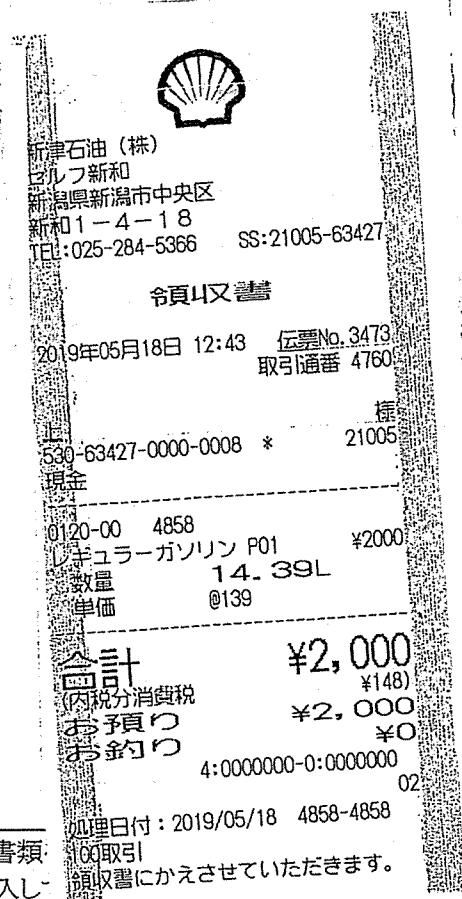 新津石油（株）
セルフ新和
新潟県新潟市中央区
新和１－４－１８
TEL:025-284-5366 SS:21005-63427
領収書
2019年05月18日 12:43 伝票No.3473
取引通番 4760
上 様
530-63427-0000-0008 * 21005
現金
0120-00 4858
レギュラーガソリン P01 ¥2000
数量 14.39L
単価 @139
合計 ¥2,000
(内税分消費税 ¥148)
お預り ¥2,000
お釣り ¥0
4:0000000-0:0000000
02
処理日付：2019/05/18 4858-4858
100取引
領収書にかえさせていただきます。
書類
入し